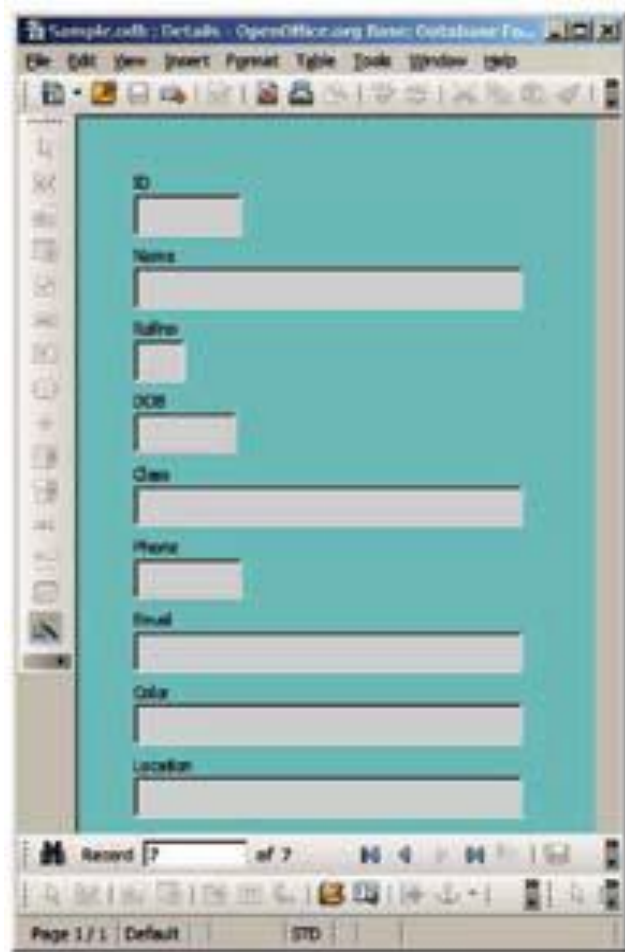 Sample.odb : Details - OpenOffice.org Base: Database Fo...
File Edit View Insert Format Table Tools Window Help
ID
Name
Rollno
DOB
Class
Phone
Email
Color
Location
Record 7 of 7
Page 1 / 1 Default STD